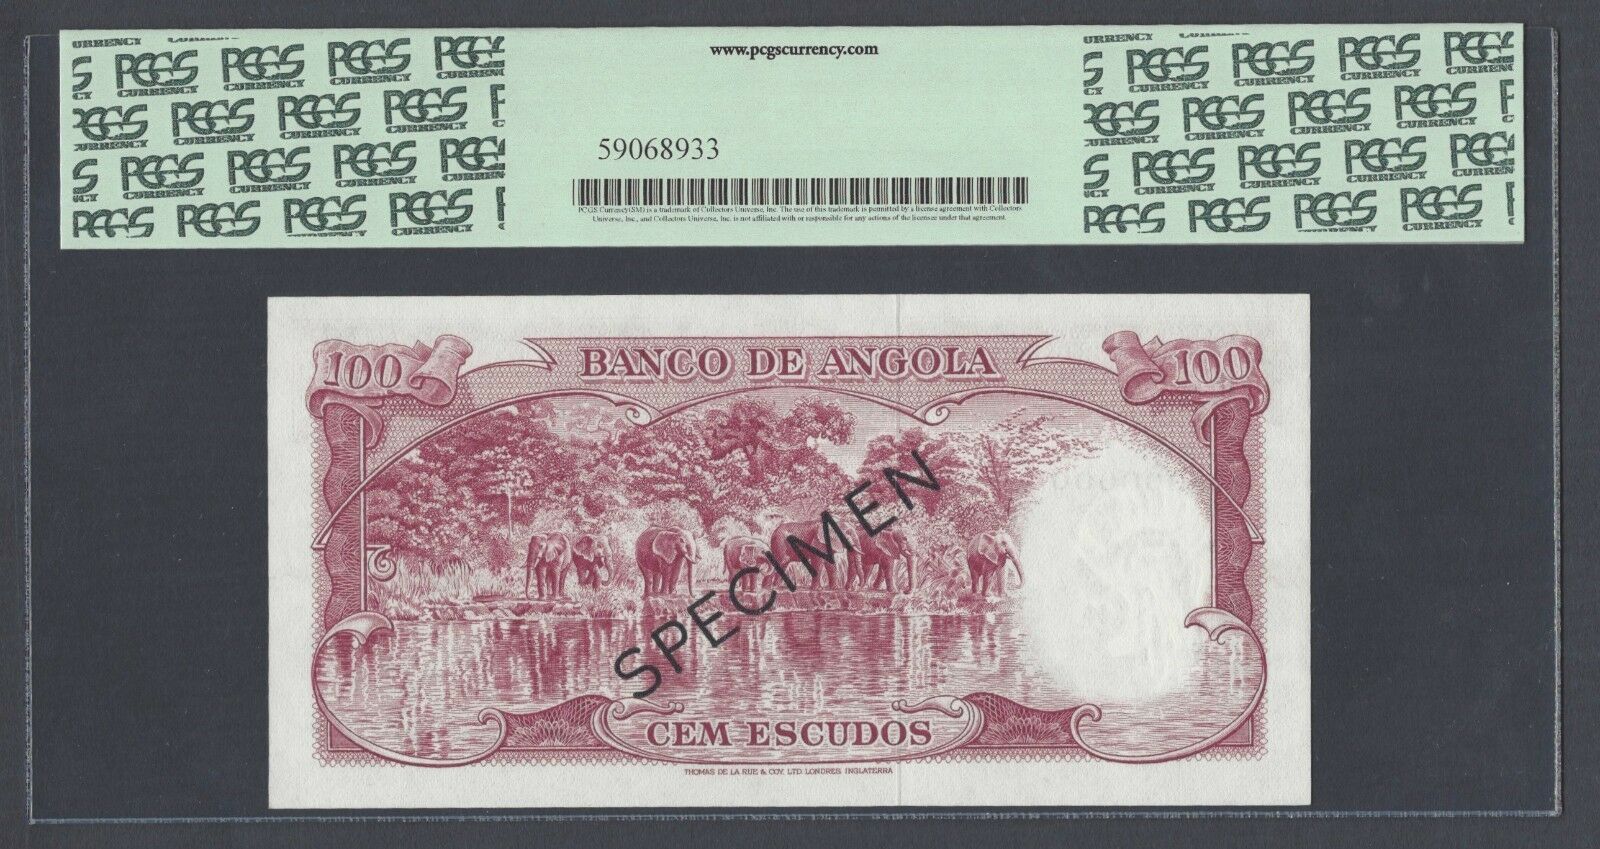 www.pcgscurrency.com
PCGS CURRENCY
59068933
PCGS Currency(SM) is a trademark of Collectors Universe, Inc. The use of this trademark is permitted by a license agreement with Collectors
Universe, Inc., and Collectors Universe, Inc. is not affiliated with or responsible for any actions of the licensee under that agreement.
100 BANCO DE ANGOLA 100
SPECIMEN
CEM ESCUDOS
THOMAS DE LA RUE & COY. LTD. LONDRES, INGLATERRA